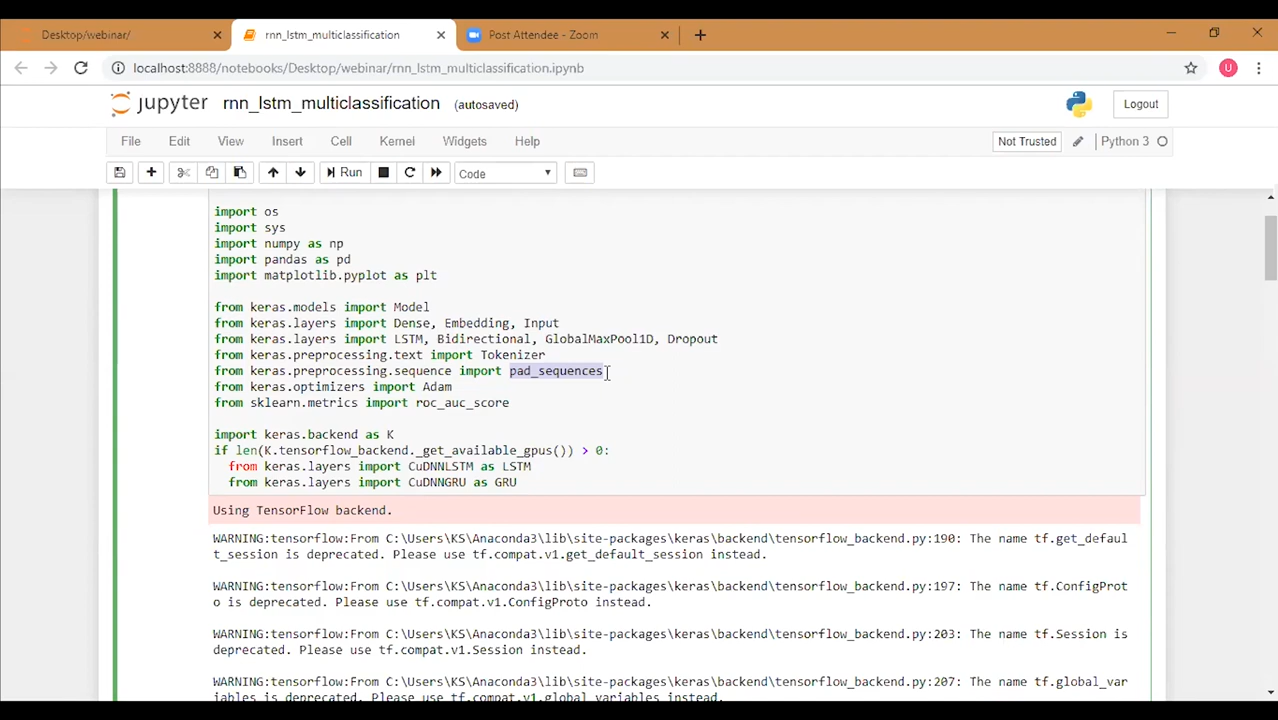 Desktop/webinar/
rnn_lstm_multiclassification
Post Attendee - Zoom
localhost:8888/notebooks/Desktop/webinar/rnn_lstm_multiclassification.ipynb
U
jupyter rnn_lstm_multiclassification (autosaved)
Logout
File Edit View Insert Cell Kernel Widgets Help
Not Trusted
Python 3
Run
Code
import os
import sys
import numpy as np
import pandas as pd
import matplotlib.pyplot as plt
from keras.models import Model
from keras.layers import Dense, Embedding, Input
from keras.layers import LSTM, Bidirectional, GlobalMaxPool1D, Dropout
from keras.preprocessing.text import Tokenizer
from keras.preprocessing.sequence import pad_sequences
from keras.optimizers import Adam
from sklearn.metrics import roc_auc_score
import keras.backend as K
if len(K.tensorflow_backend._get_available_gpus()) > 0:
from keras.layers import CuDNNLSTM as LSTM
from keras.layers import CuDNNGRU as GRU
Using TensorFlow backend.
WARNING:tensorflow:From C:\Users\KS\Anaconda3\lib\site-packages\keras\backend\tensorflow_backend.py:190: The name tf.get_defaul
t_session is deprecated. Please use tf.compat.v1.get_default_session instead.
WARNING:tensorflow:From C:\Users\KS\Anaconda3\lib\site-packages\keras\backend\tensorflow_backend.py:197: The name tf.ConfigProt
o is deprecated. Please use tf.compat.v1.ConfigProto instead.
WARNING:tensorflow:From C:\Users\KS\Anaconda3\lib\site-packages\keras\backend\tensorflow_backend.py:203: The name tf.Session is
deprecated. Please use tf.compat.v1.Session instead.
WARNING:tensorflow:From C:\Users\KS\Anaconda3\lib\site-packages\keras\backend\tensorflow_backend.py:207: The name tf.global_var
iables is deprecated. Please use tf.compat.v1.global_variables instead.